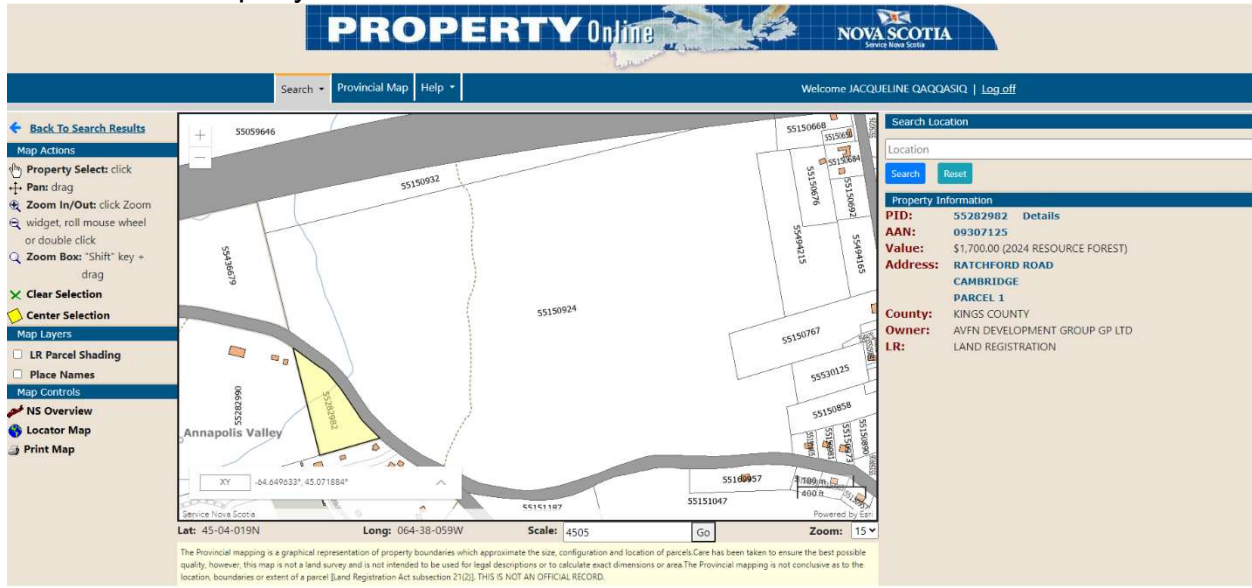 PROPERTY Online
NOVA SCOTIA
Service Nova Scotia
Search
Provincial Map
Help
Welcome JACQUELINE QAQQASIQ | Log off
Back To Search Results
Map Actions
Property Select: click
Pan: drag
Zoom In/Out: click Zoom
widget, roll mouse wheel
or double click
Zoom Box: "Shift" key +
drag
Clear Selection
Center Selection
Map Layers
LR Parcel Shading
Place Names
Map Controls
NS Overview
Locator Map
Print Map
+
−
55059646
55150932
55436679
55150924
55282990
55282982
Annapolis Valley
55150668
55150684
55150676
55150692
55494215
55494165
55150767
55530125
55150858
55150981
55150973
55150890
55151047
55151187
100 m
400 ft
XY
-64.649633°, 45.071884°
Service Nova Scotia
Powered by Esri
Lat: 45-04-019N
Long: 064-38-059W
Scale: 4505
Go
Zoom: 15
The Provincial mapping is a graphical representation of property boundaries which approximate the size, configuration and location of parcels.Care has been taken to ensure the best possible
quality, however, this map is not a land survey and is not intended to be used for legal descriptions or to calculate exact dimensions or area.The Provincial mapping is not conclusive as to the
location, boundaries or extent of a parcel [Land Registration Act subsection 21(2)]. THIS IS NOT AN OFFICIAL RECORD.
Search Location
Location
Search
Reset
Property Information
PID: 55282982 Details
AAN: 09307125
Value: $1,700.00 (2024 RESOURCE FOREST)
Address: RATCHFORD ROAD
CAMBRIDGE
PARCEL 1
County: KINGS COUNTY
Owner: AVFN DEVELOPMENT GROUP GP LTD
LR: LAND REGISTRATION